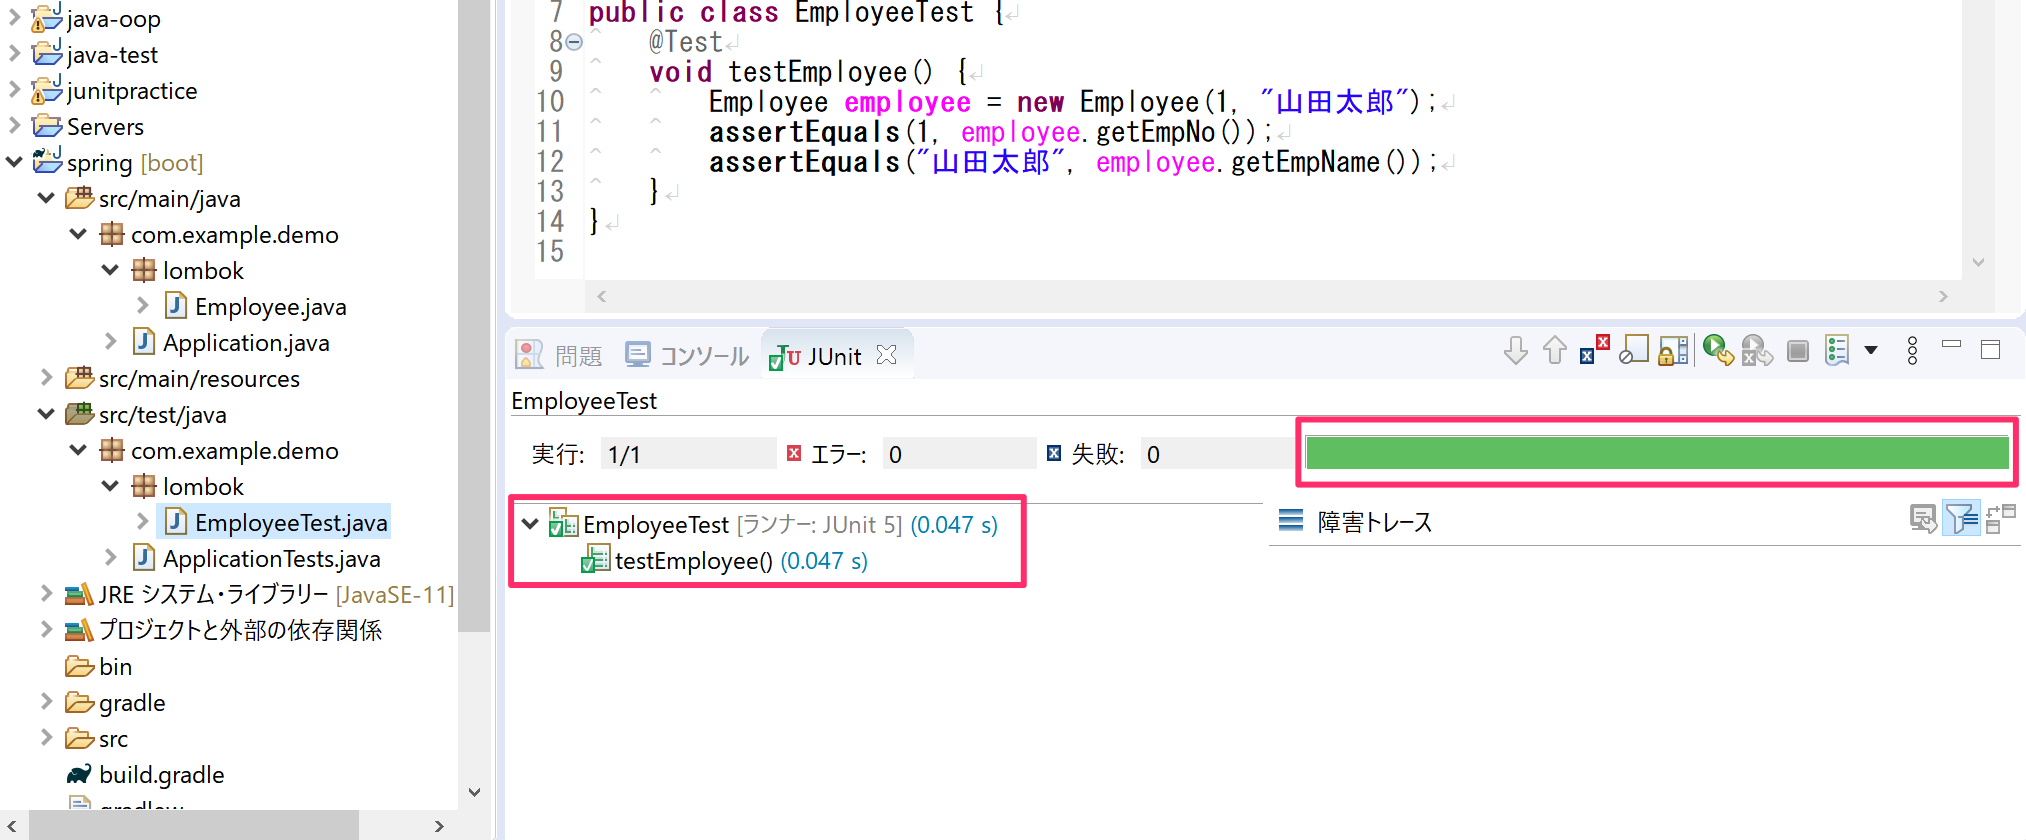 java-oop
java-test
junitpractice
Servers
spring [boot]
src/main/java
com.example.demo
lombok
Employee.java
Application.java
src/main/resources
src/test/java
com.example.demo
lombok
EmployeeTest.java
ApplicationTests.java
JRE システム・ライブラリー [JavaSE-11]
プロジェクトと外部の依存関係
bin
gradle
src
build.gradle
gradlew
7 public class EmployeeTest {
8 @Test
9 void testEmployee() {
10 Employee employee = new Employee(1, "山田太郎");
11 assertEquals(1, employee.getEmpNo());
12 assertEquals("山田太郎", employee.getEmpName());
13 }
14 }
15
問題 コンソール JUnit
EmployeeTest
実行: 1/1 エラー: 0 失敗: 0
EmployeeTest [ランナー: JUnit 5] (0.047 s)
testEmployee() (0.047 s)
障害トレース